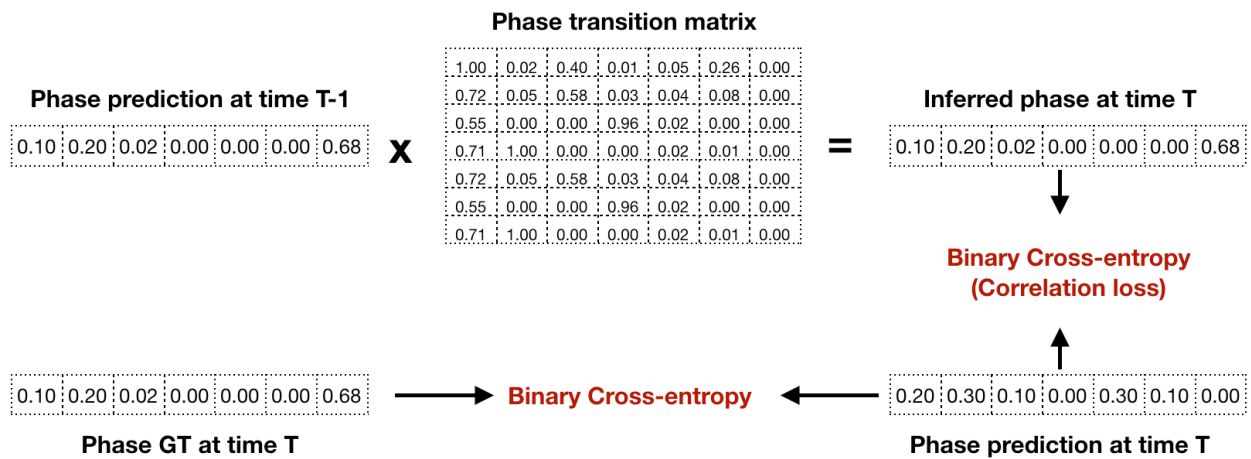 Phase transition matrix
Phase prediction at time T-1
0.10 0.20 0.02 0.00 0.00 0.00 0.68
x
1.00 0.02 0.40 0.01 0.05 0.26 0.00
0.72 0.05 0.58 0.03 0.04 0.08 0.00
0.55 0.00 0.00 0.96 0.02 0.00 0.00
0.71 1.00 0.00 0.00 0.02 0.01 0.00
0.72 0.05 0.58 0.03 0.04 0.08 0.00
0.55 0.00 0.00 0.96 0.02 0.00 0.00
0.71 1.00 0.00 0.00 0.02 0.01 0.00
=
Inferred phase at time T
0.10 0.20 0.02 0.00 0.00 0.00 0.68
Binary Cross-entropy
(Correlation loss)
0.10 0.20 0.02 0.00 0.00 0.00 0.68
Phase GT at time T
Binary Cross-entropy
0.20 0.30 0.10 0.00 0.30 0.10 0.00
Phase prediction at time T